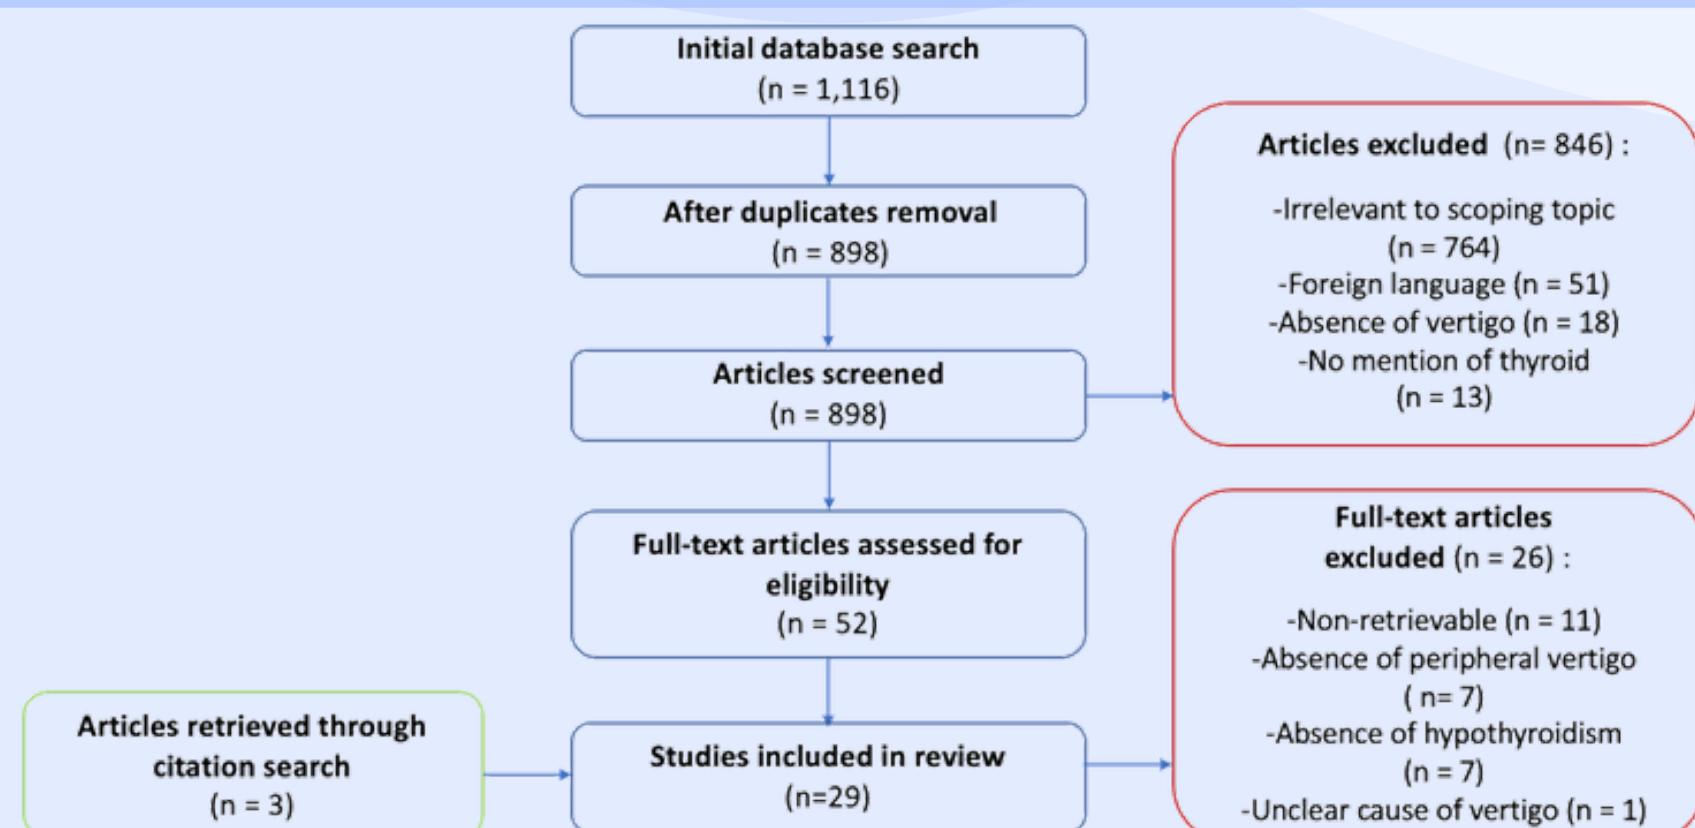 Initial database search
(n = 1,116)
After duplicates removal
(n = 898)
Articles screened
(n = 898)
Articles excluded (n= 846) :
-Irrelevant to scoping topic
(n = 764)
-Foreign language (n = 51)
-Absence of vertigo (n = 18)
-No mention of thyroid
(n = 13)
Full-text articles assessed for
eligibility
(n = 52)
Full-text articles
excluded (n = 26) :
-Non-retrievable (n = 11)
-Absence of peripheral vertigo
( n= 7)
-Absence of hypothyroidism
(n = 7)
-Unclear cause of vertigo (n = 1)
Articles retrieved through
citation search
(n = 3)
Studies included in review
(n=29)